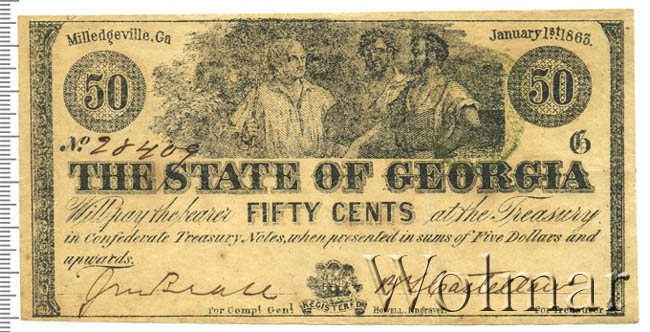 Milledgeville, Ga January 1st 1863.
50 50
No. 28409 G
THE STATE OF GEORGIA
Will pay the bearer FIFTY CENTS at the Treasury
in Confederate Treasury Notes, when presented in sums of Five Dollars and
upwards.
REGISTERED
for Compt Genl Howell, Engraver for Treasurer
Wolmar